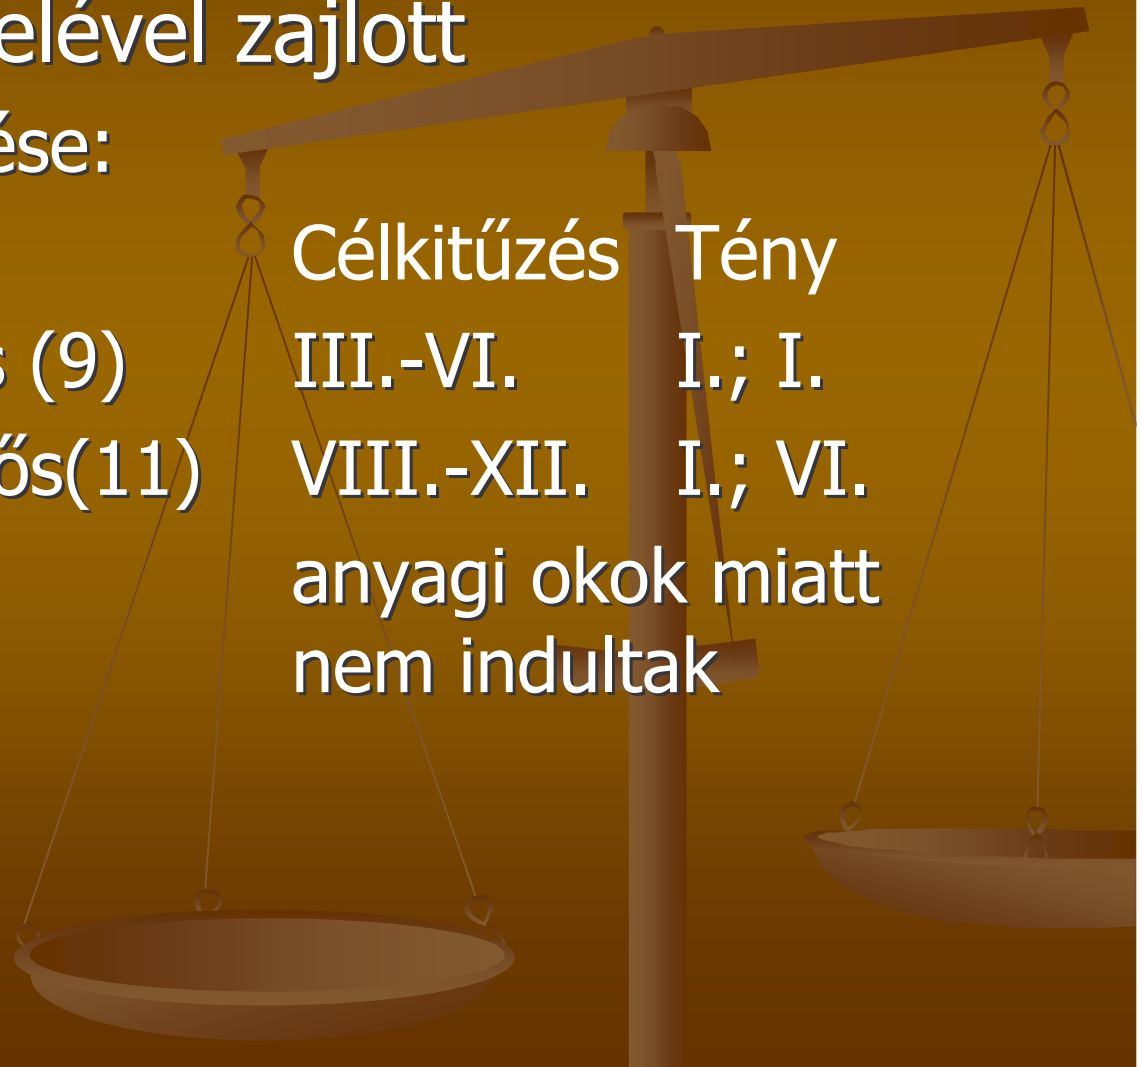 elével zajlott
ése:
Célkitűzés Tény
s (9) III.-VI. I.; I.
ős(11) VIII.-XII. I.; VI.
anyagi okok miatt
nem indultak